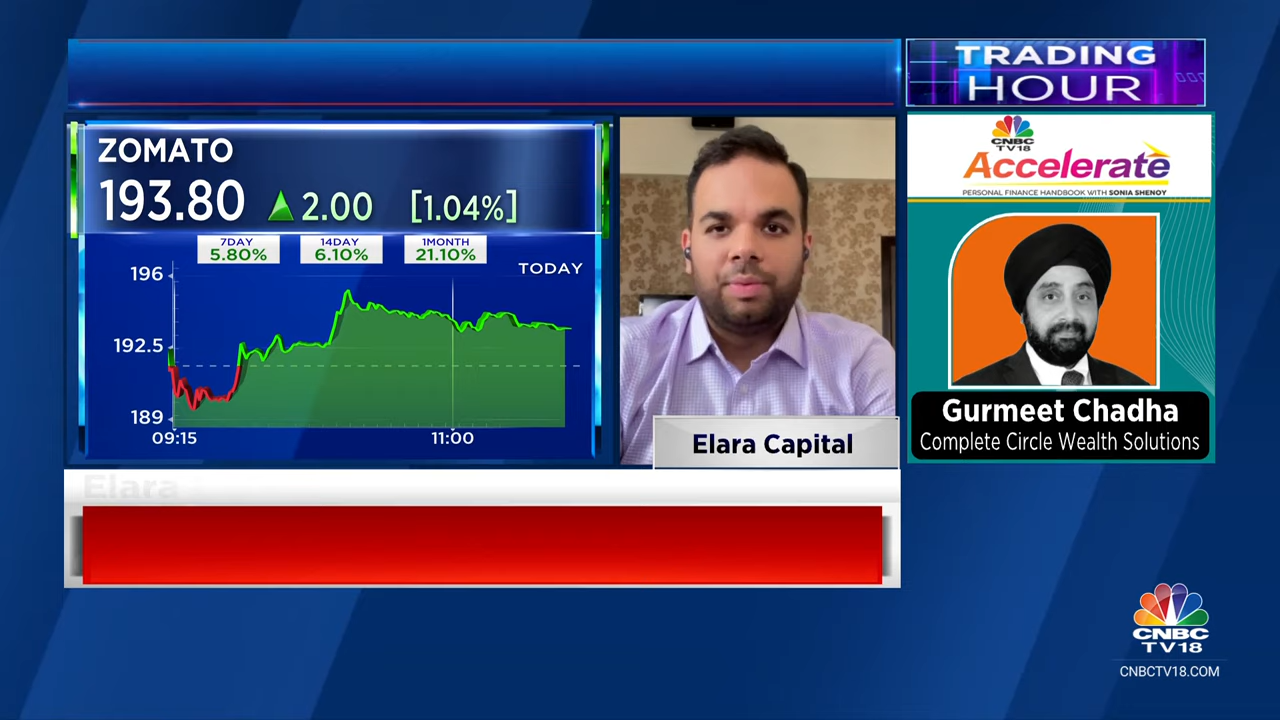 TRADING
HOUR
ZOMATO
193.80 ▲ 2.00 [1.04%]
7DAY
5.80%
14DAY
6.10%
1MONTH
21.10%
TODAY
196
192.5
189
09:15
11:00
Elara Capital
Elara
CNBC
TV18
Accelerate
PERSONAL FINANCE HANDBOOK WITH SONIA SHENOY
Gurmeet Chadha
Complete Circle Wealth Solutions
CNBC
TV18
CNBCTV18.COM